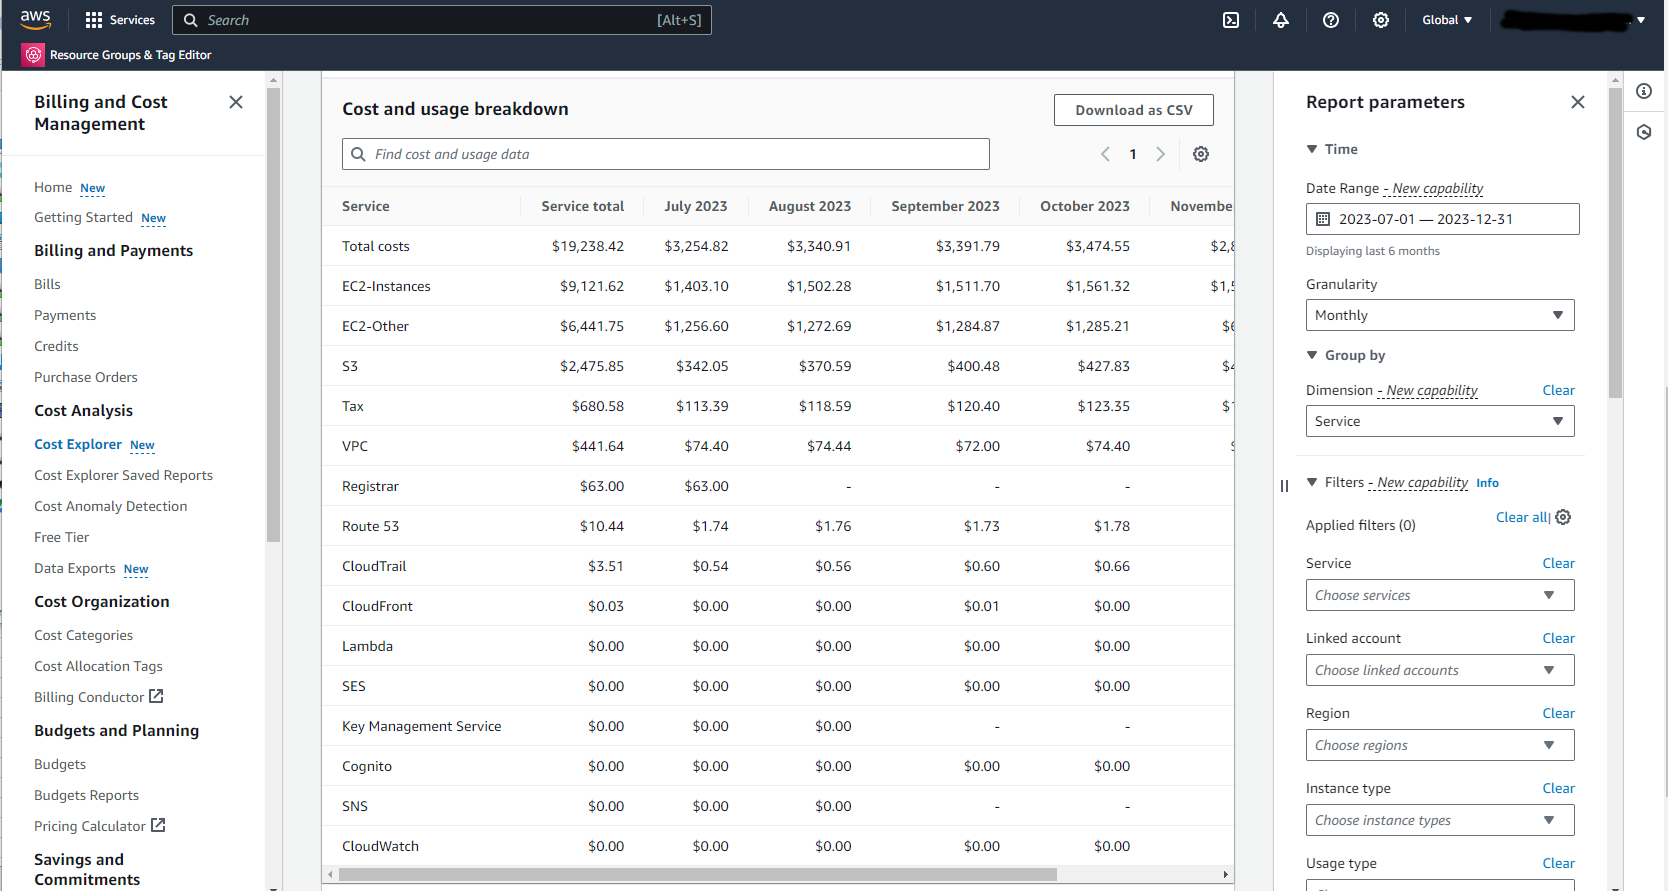 aws
Services
Search [Alt+S]
Global
Resource Groups & Tag Editor
Billing and Cost
Management
Home New
Getting Started New
Billing and Payments
Bills
Payments
Credits
Purchase Orders
Cost Analysis
Cost Explorer New
Cost Explorer Saved Reports
Cost Anomaly Detection
Free Tier
Data Exports New
Cost Organization
Cost Categories
Cost Allocation Tags
Billing Conductor
Budgets and Planning
Budgets
Budgets Reports
Pricing Calculator
Savings and
Commitments
Cost and usage breakdown
Download as CSV
Find cost and usage data
1
Service Service total July 2023 August 2023 September 2023 October 2023 Novembe
Total costs $19,238.42 $3,254.82 $3,340.91 $3,391.79 $3,474.55 $2,8
EC2-Instances $9,121.62 $1,403.10 $1,502.28 $1,511.70 $1,561.32 $1,5
EC2-Other $6,441.75 $1,256.60 $1,272.69 $1,284.87 $1,285.21 $6
S3 $2,475.85 $342.05 $370.59 $400.48 $427.83 $4
Tax $680.58 $113.39 $118.59 $120.40 $123.35 $1
VPC $441.64 $74.40 $74.44 $72.00 $74.40
Registrar $63.00 $63.00 - - -
Route 53 $10.44 $1.74 $1.76 $1.73 $1.78
CloudTrail $3.51 $0.54 $0.56 $0.60 $0.66
CloudFront $0.03 $0.00 $0.00 $0.01 $0.00
Lambda $0.00 $0.00 $0.00 $0.00 $0.00
SES $0.00 $0.00 $0.00 $0.00 $0.00
Key Management Service $0.00 $0.00 $0.00 - -
Cognito $0.00 $0.00 $0.00 $0.00 $0.00
SNS $0.00 $0.00 $0.00 - -
CloudWatch $0.00 $0.00 $0.00 $0.00 $0.00
Report parameters
Time
Date Range - New capability
2023-07-01 — 2023-12-31
Displaying last 6 months
Granularity
Monthly
Group by
Dimension - New capability Clear
Service
Filters - New capability Info
Applied filters (0) Clear all|
Service Clear
Choose services
Linked account Clear
Choose linked accounts
Region Clear
Choose regions
Instance type Clear
Choose instance types
Usage type Clear